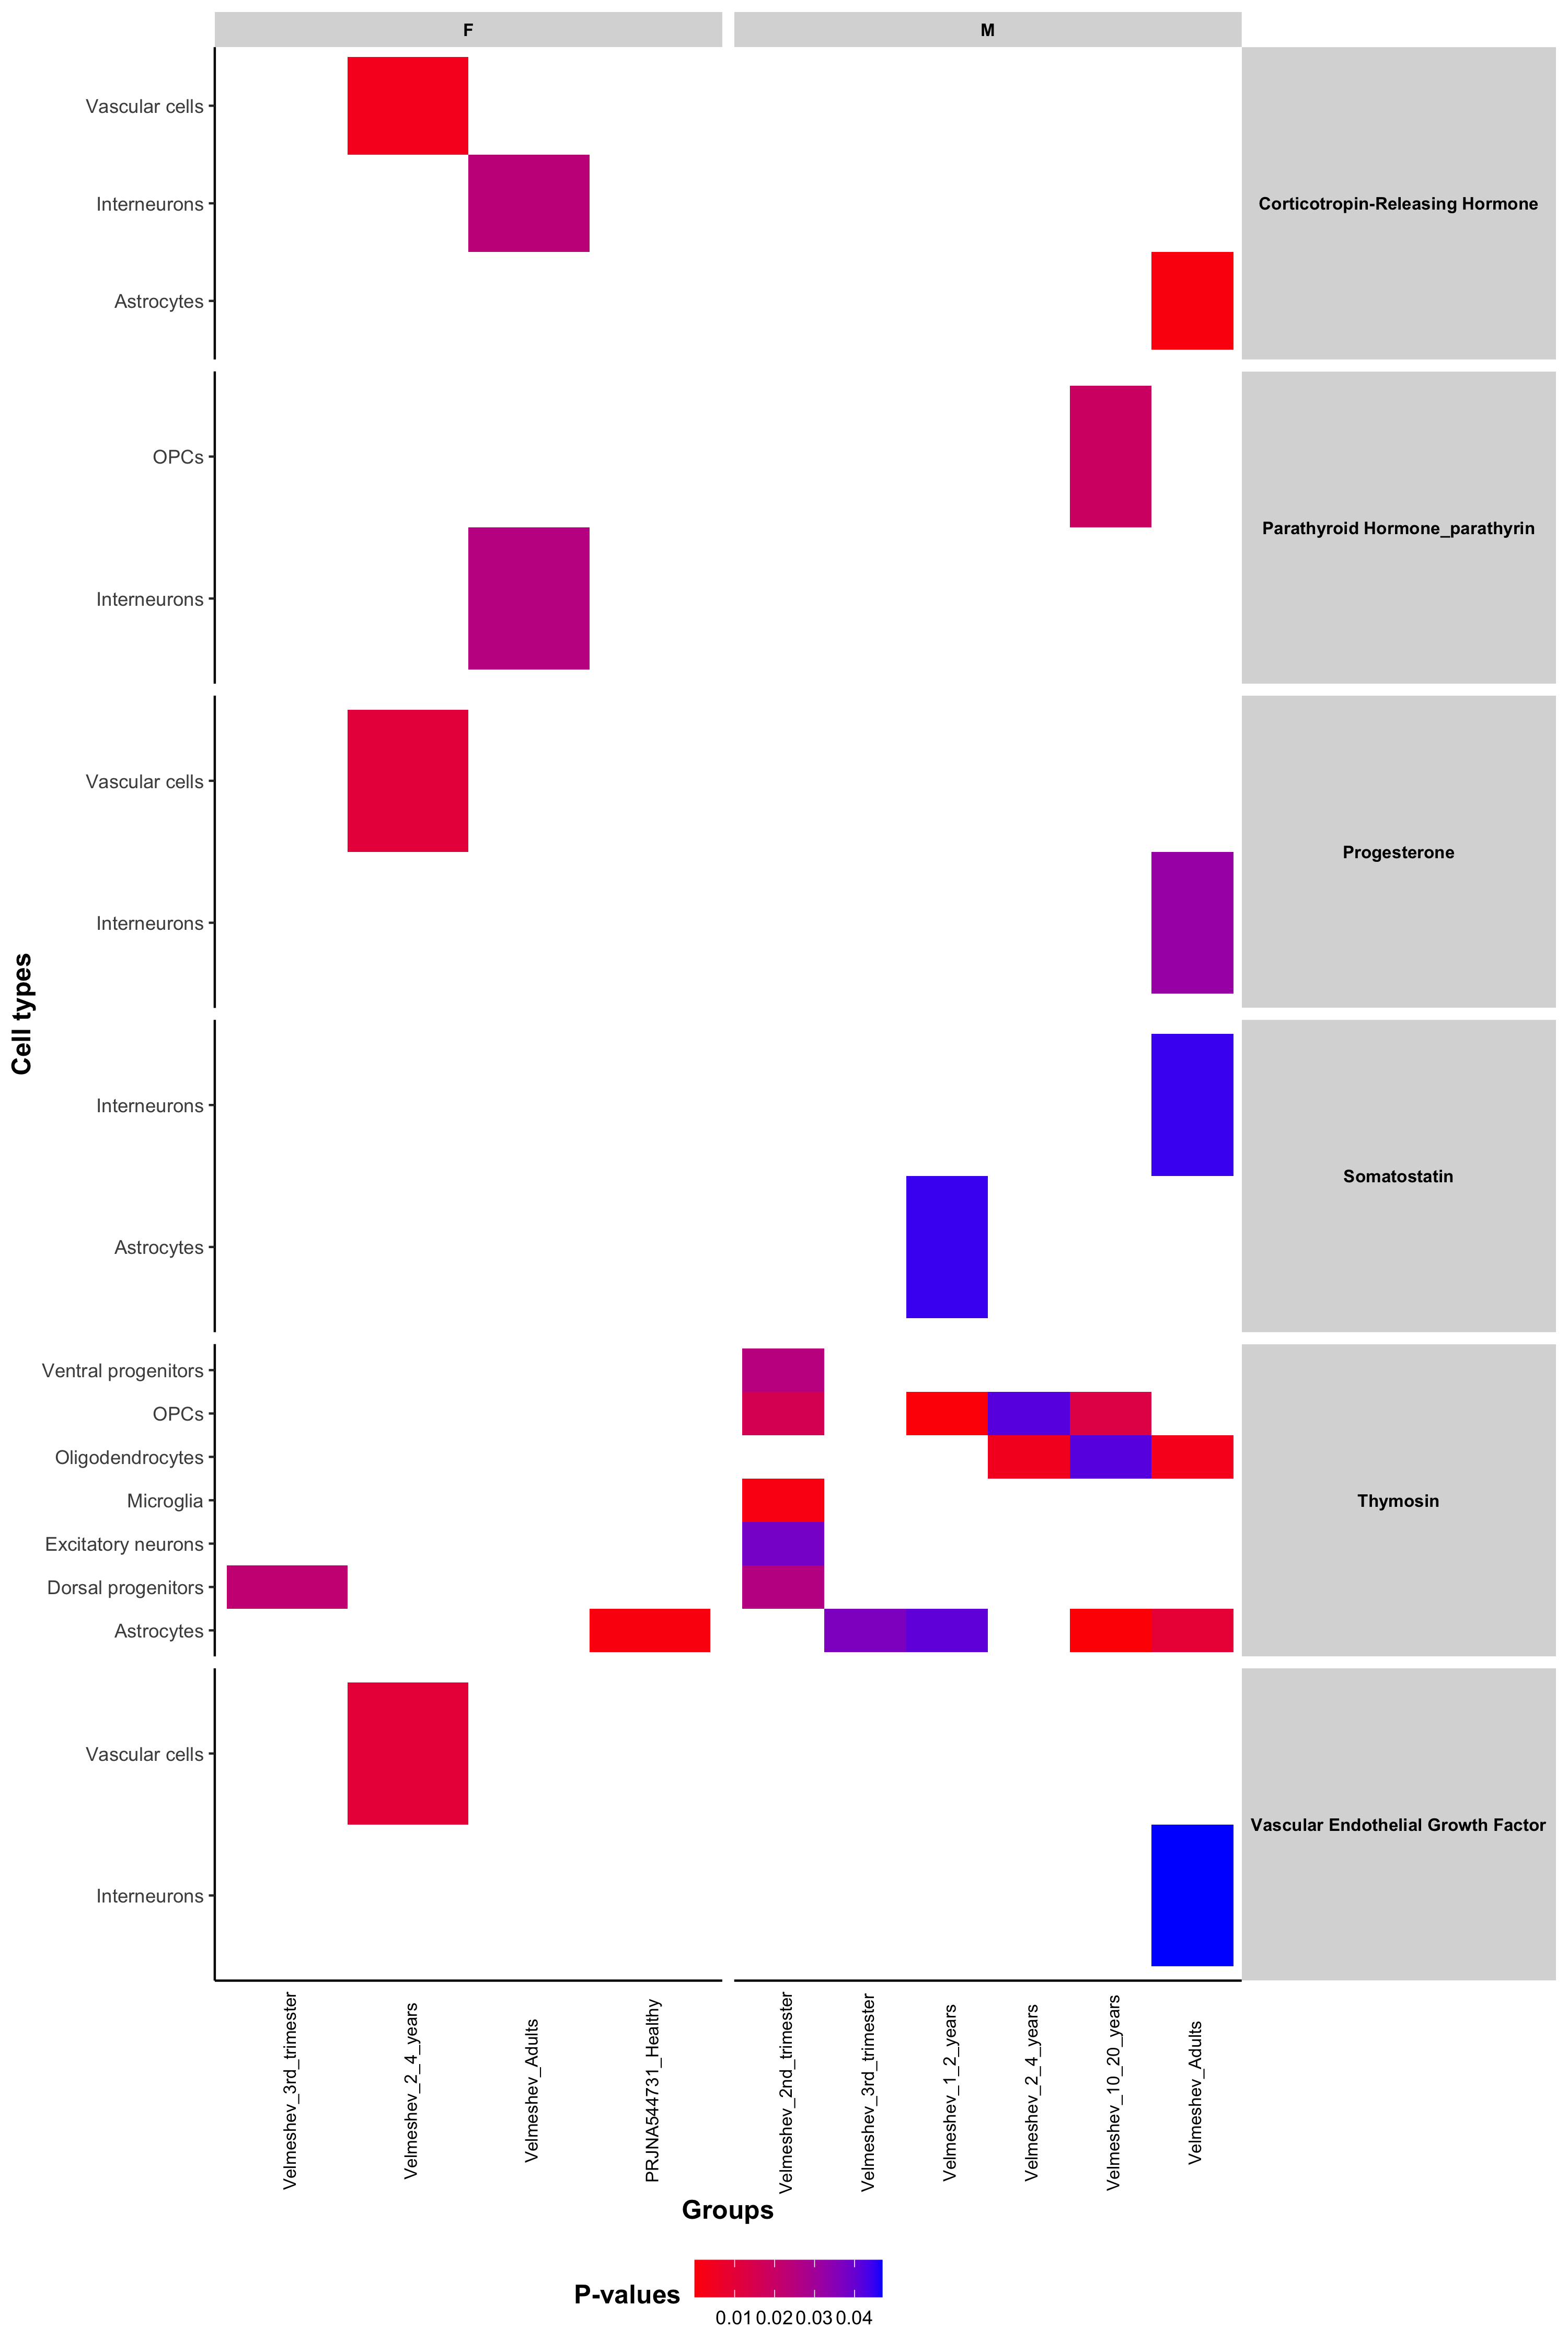 F
M
Vascular cells
Interneurons
Astrocytes
Corticotropin-Releasing Hormone
OPCs
Interneurons
Parathyroid Hormone_parathyrin
Vascular cells
Interneurons
Progesterone
Cell types
Interneurons
Astrocytes
Somatostatin
Ventral progenitors
OPCs
Oligodendrocytes
Microglia
Excitatory neurons
Dorsal progenitors
Astrocytes
Thymosin
Vascular cells
Interneurons
Vascular Endothelial Growth Factor
Velmeshev_3rd_trimester
Velmeshev_2_4_years
Velmeshev_Adults
PRJNA544731_Healthy
Velmeshev_2nd_trimester
Velmeshev_3rd_trimester
Velmeshev_1_2_years
Velmeshev_2_4_years
Velmeshev_10_20_years
Velmeshev_Adults
Groups
P-values
0.01 0.02 0.03 0.04